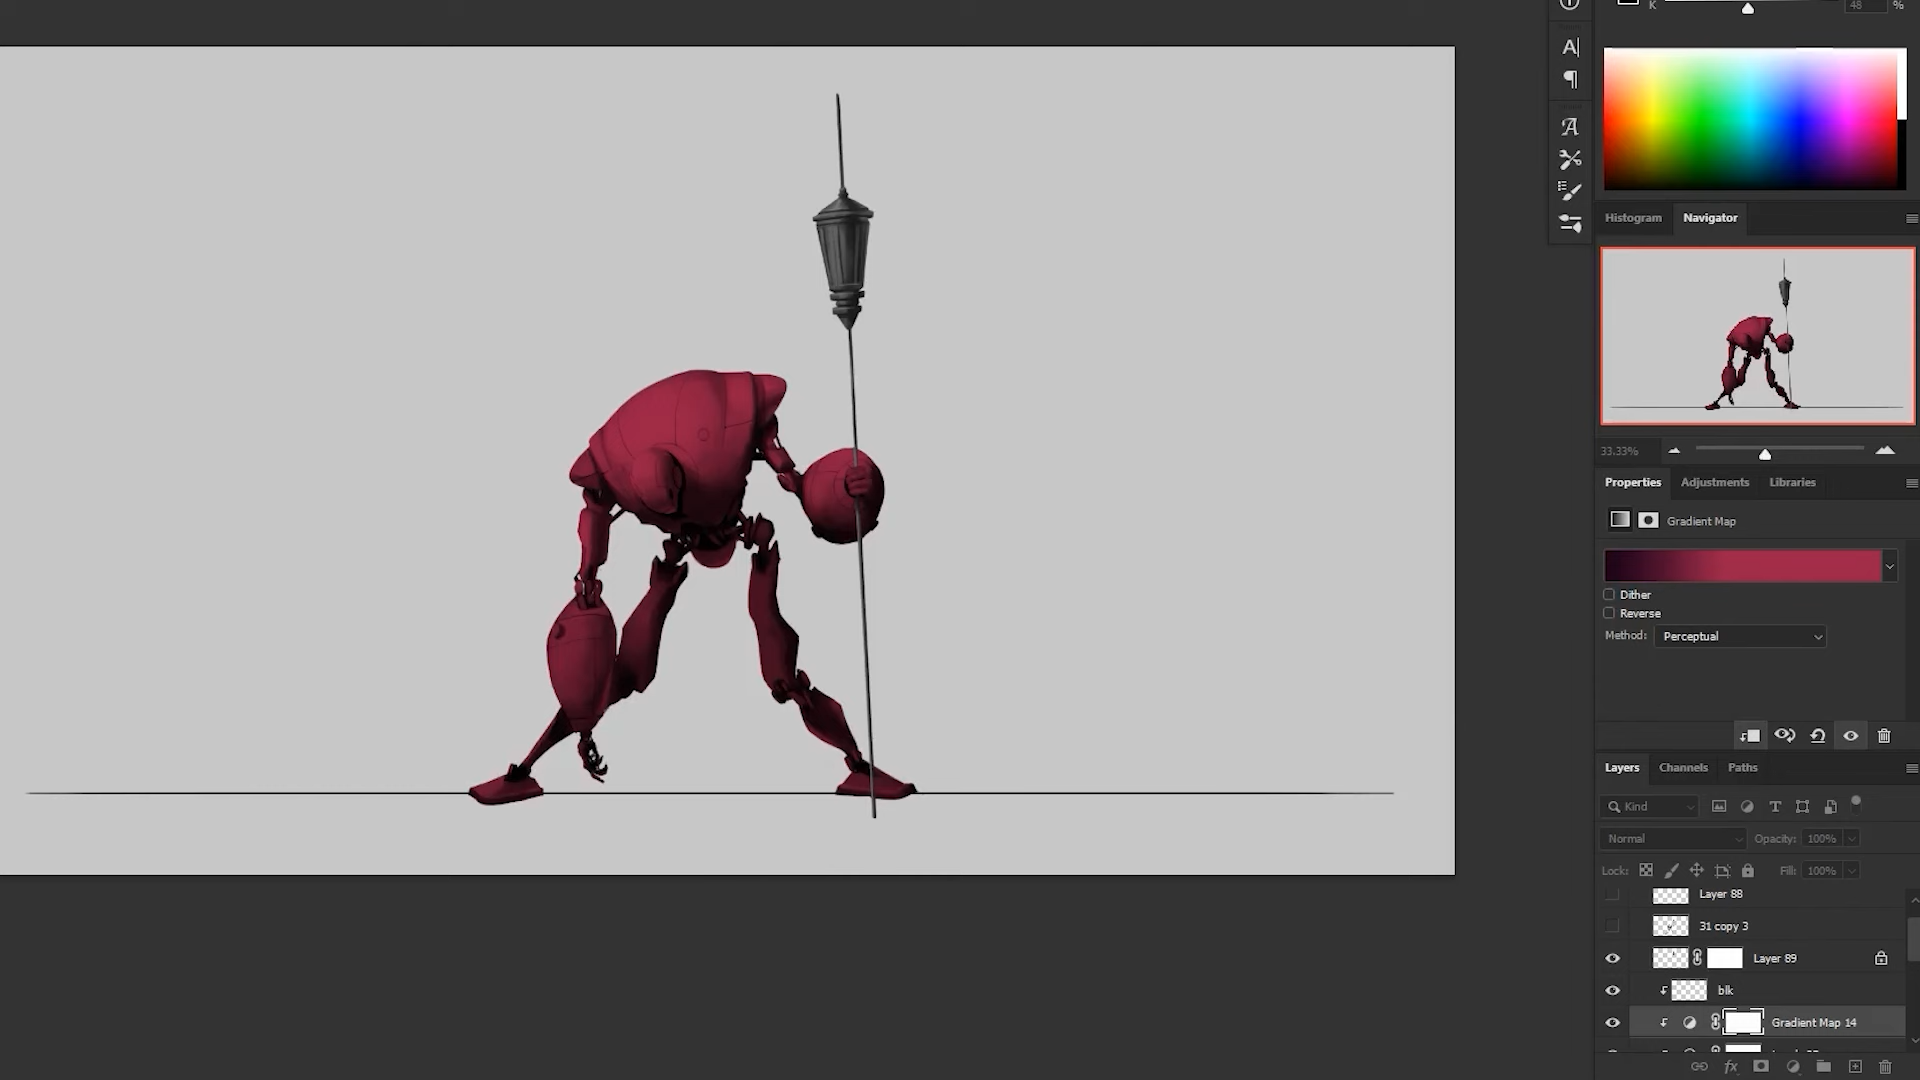 K 48 %
Histogram Navigator
33.33%
Properties Adjustments Libraries
Gradient Map
Dither
Reverse
Method: Perceptual
Layers Channels Paths
Kind
Normal Opacity: 100%
Lock: Fill: 100%
Layer 88
31 copy 3
Layer 89
blk
Gradient Map 14